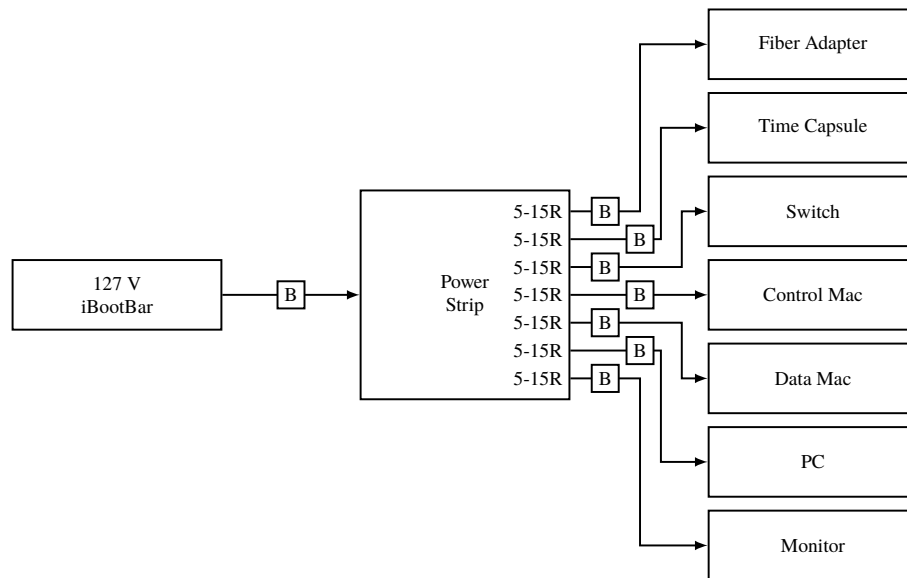 127 V
iBootBar
B
Power
Strip
5-15R
B
5-15R
B
5-15R
B
5-15R
B
5-15R
B
5-15R
B
5-15R
B
Fiber Adapter
Time Capsule
Switch
Control Mac
Data Mac
PC
Monitor